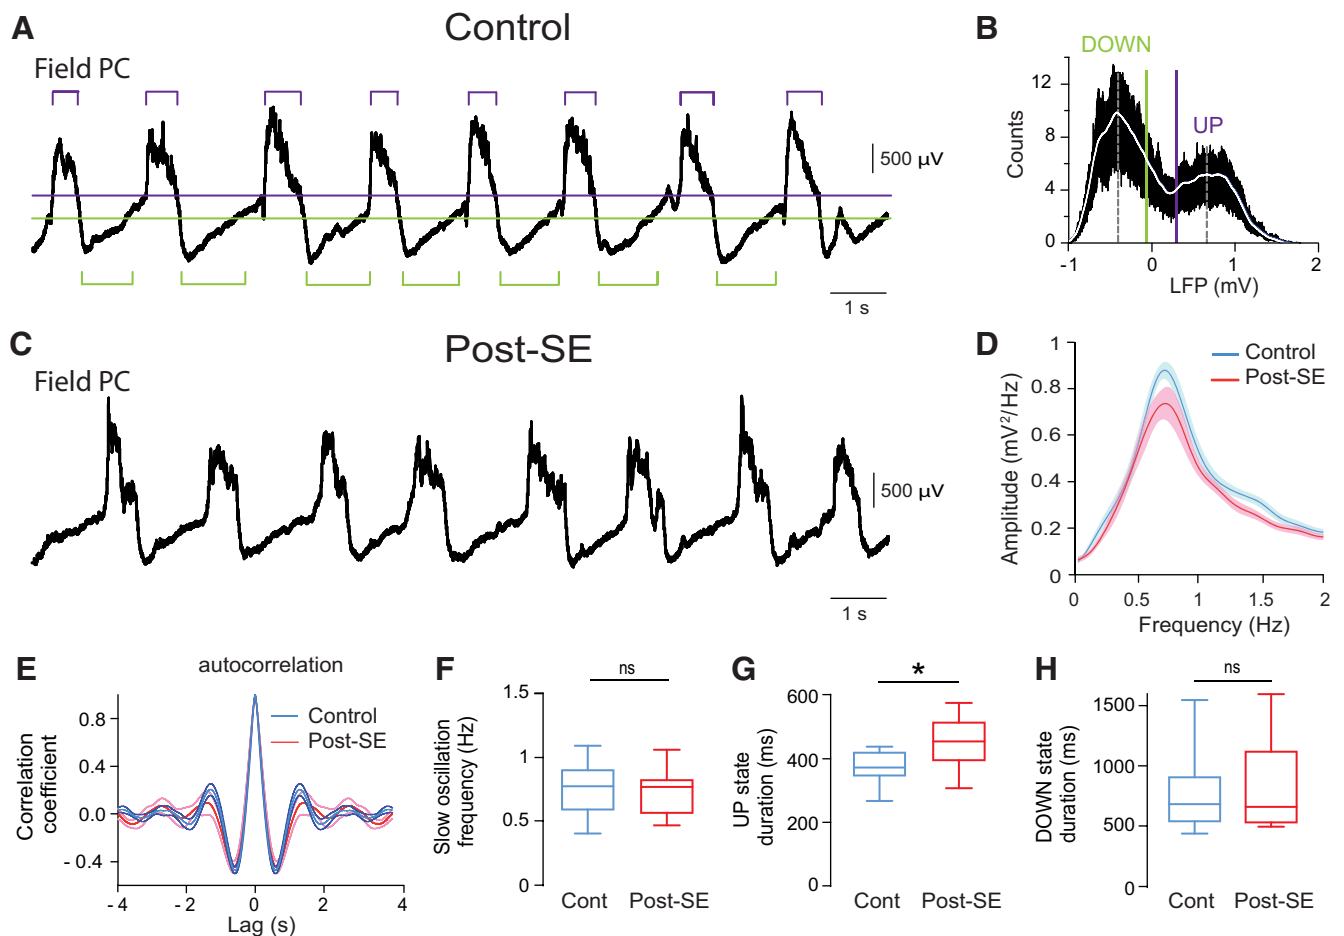 A
Control
Field PC
500 µV
1 s
B
DOWN
UP
Counts
12
8
4
0
-1
0
1
2
LFP (mV)
C
Post-SE
Field PC
500 µV
1 s
D
Control
Post-SE
Amplitude (mV²/Hz)
1
0.8
0.6
0.4
0.2
0
0
0.5
1
1.5
2
Frequency (Hz)
E
autocorrelation
Control
Post-SE
Correlation
coefficient
0.8
0.4
0.0
- 0.4
- 4
- 2
0
2
4
Lag (s)
F
ns
Slow oscillation
frequency (Hz)
1.5
1
0.5
0
Cont
Post-SE
G
*
UP state
duration (ms)
600
400
200
0
Cont
Post-SE
H
ns
DOWN state
duration (ms)
1500
1000
500
0
Cont
Post-SE